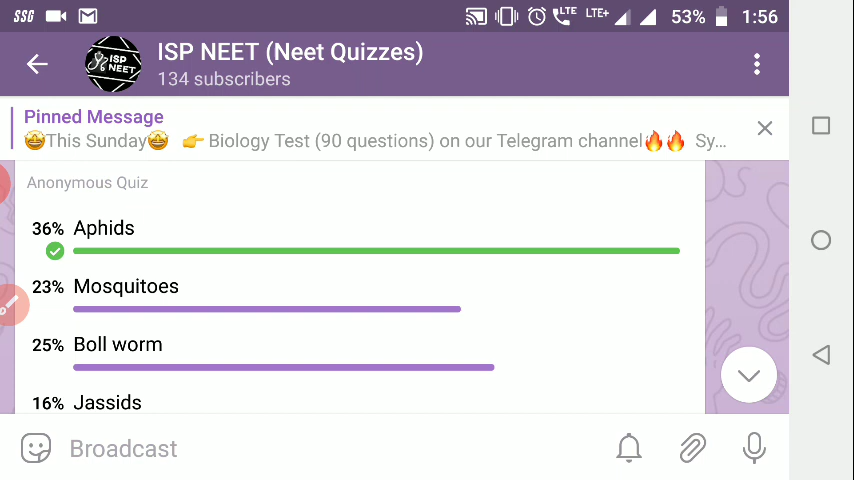 SSG LTE LTE+ 53% 1:56
ISP NEET
ISP NEET (Neet Quizzes)
134 subscribers
Pinned Message
🤩This Sunday🤩 👉 Biology Test (90 questions) on our Telegram channel🔥🔥 Sy...
Anonymous Quiz
36% Aphids
23% Mosquitoes
25% Boll worm
16% Jassids
Broadcast